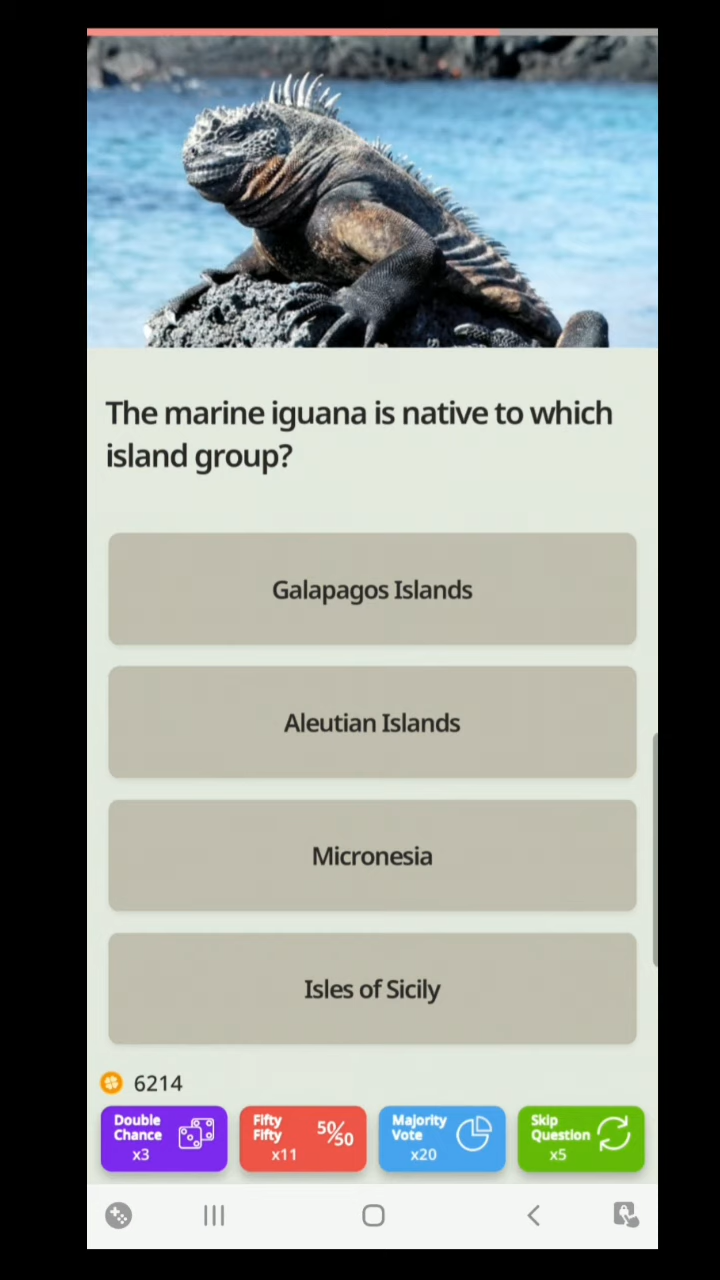 The marine iguana is native to which
island group?
Galapagos Islands
Aleutian Islands
Micronesia
Isles of Sicily
6214
Double
Chance
x3
Fifty
Fifty
x11
5%50
Majority
Vote
x20
Skip
Question
x5